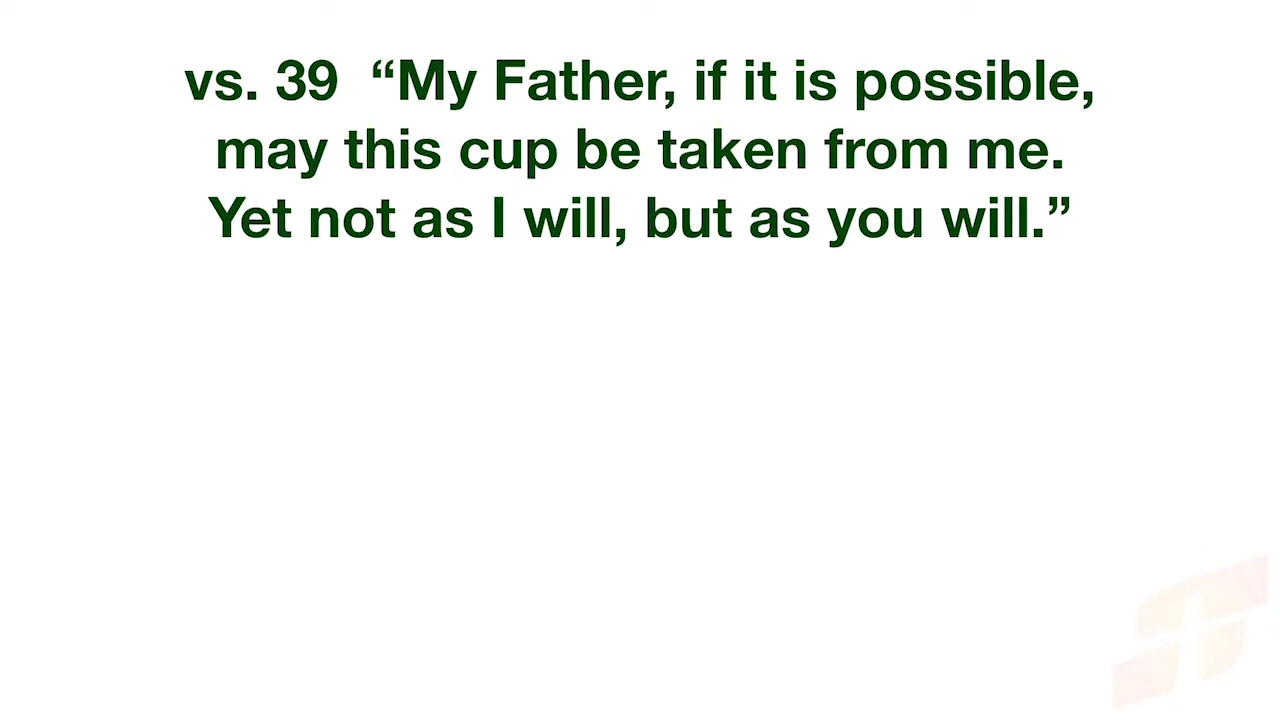 vs. 39  “My Father, if it is possible,
may this cup be taken from me.
Yet not as I will, but as you will.”